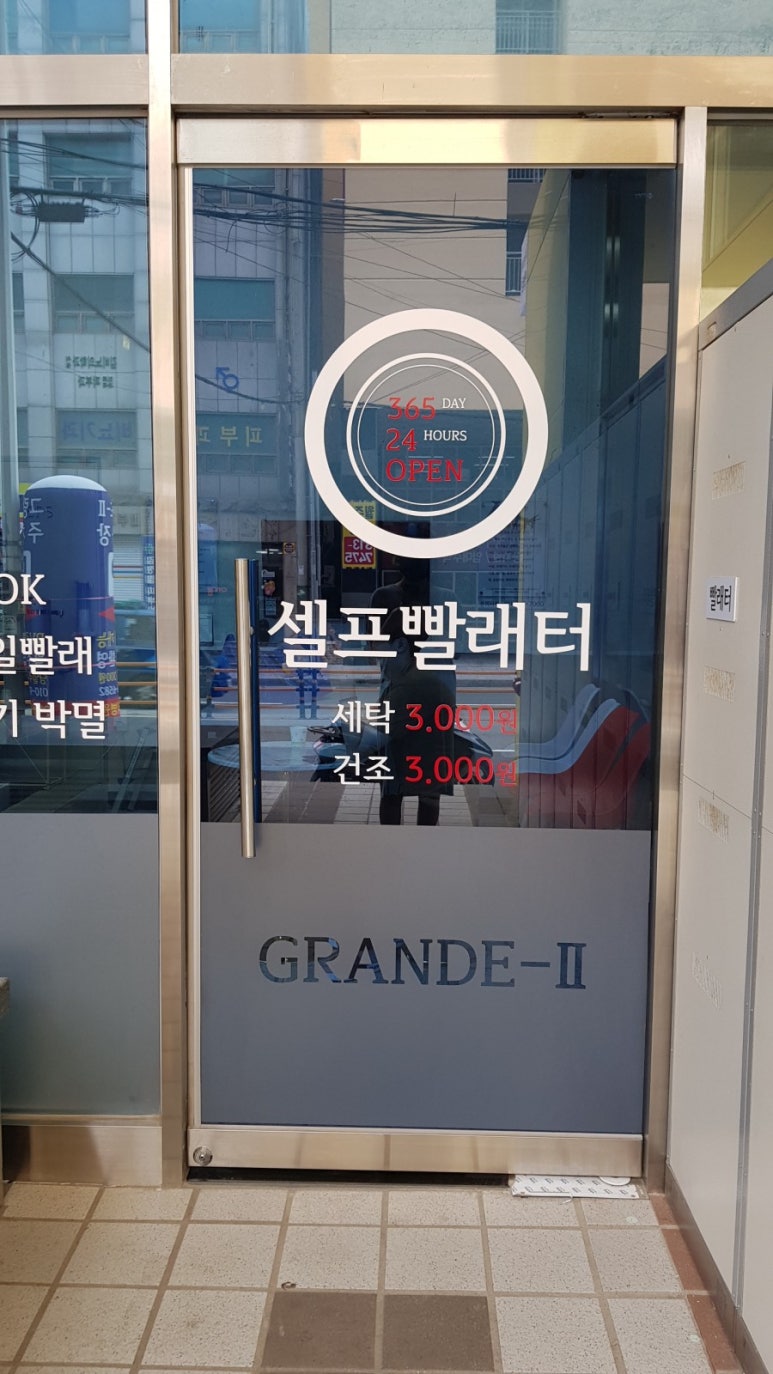 365 DAY
24 HOURS
OPEN
셀프빨래터
세탁 3.000원
건조 3.000원
GRANDE-II
OK
일빨래
기 박멸
빨래터